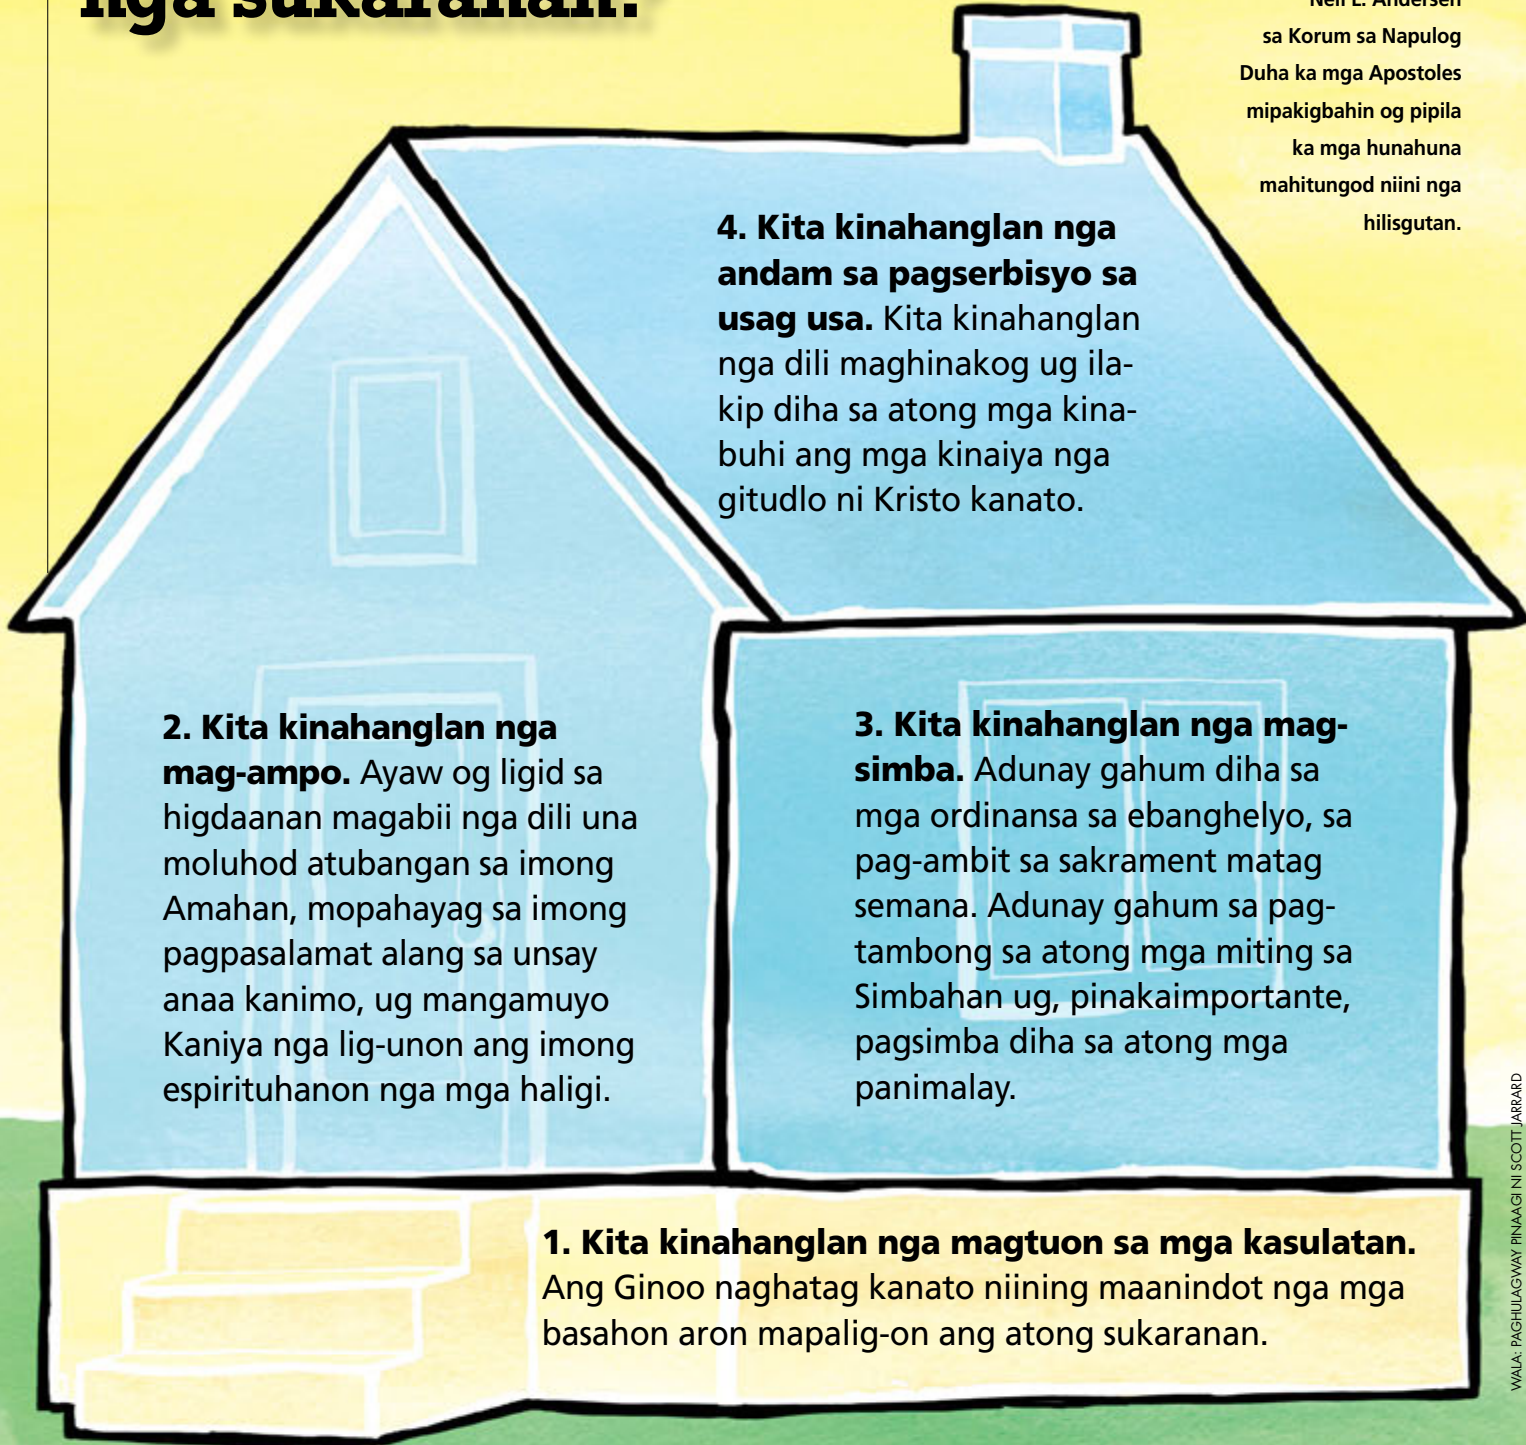 nga sukaranan?
Neil L. Andersen
sa Korum sa Napulog
Duha ka mga Apostoles
mipakigbahin og pipila
ka mga hunahuna
mahitungod niini nga
hilisgutan.
4. Kita kinahanglan nga
andam sa pagserbisyo sa
usag usa. Kita kinahanglan
nga dili maghinakog ug ila-
kip diha sa atong mga kina-
buhi ang mga kinaiya nga
gitudlo ni Kristo kanato.
2. Kita kinahanglan nga
mag-ampo. Ayaw og ligid sa
higdaanan magabii nga dili una
moluhod atubangan sa imong
Amahan, mopahayag sa imong
pagpasalamat alang sa unsay
anaa kanimo, ug mangamuyo
Kaniya nga lig-unon ang imong
espirituhanon nga mga haligi.
3. Kita kinahanglan nga mag-
simba. Adunay gahum diha sa
mga ordinansa sa ebanghelyo, sa
pag-ambit sa sakrament matag
semana. Adunay gahum sa pag-
tambong sa atong mga miting sa
Simbahan ug, pinakaimportante,
pagsimba diha sa atong mga
panimalay.
1. Kita kinahanglan nga magtuon sa mga kasulatan.
Ang Ginoo naghatag kanato niining maanindot nga mga
basahon aron mapalig-on ang atong sukaranan.
WALA: PAGHULAGWAY PINAAGI NI SCOTT JARRARD